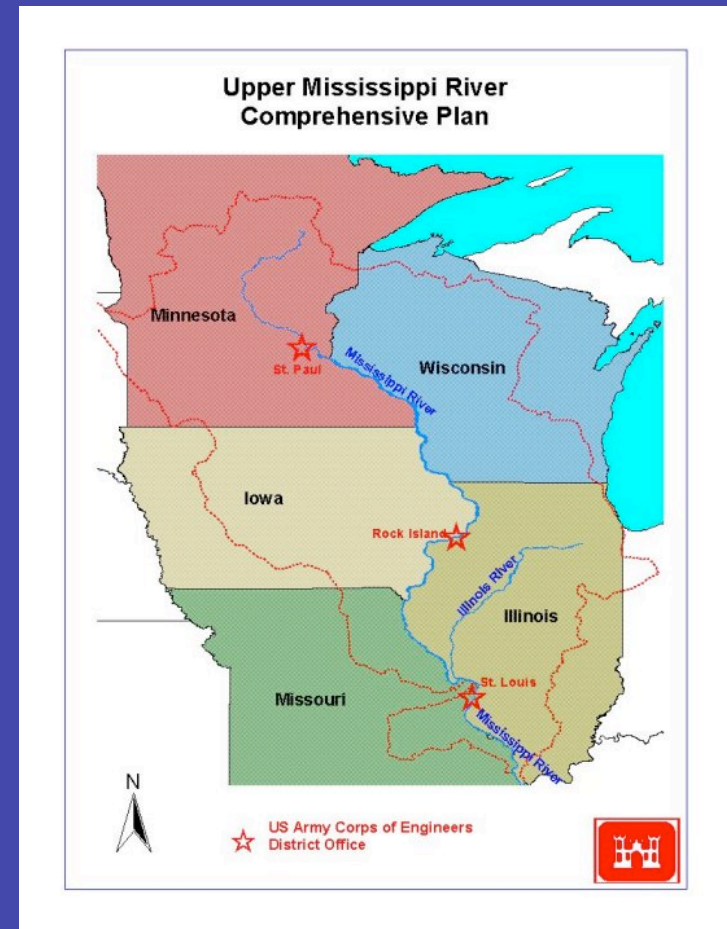 Upper Mississippi River
Comprehensive Plan
Minnesota
St. Paul
Mississippi River
Wisconsin
Iowa
Rock Island
Illinois River
Illinois
St. Louis
Missouri
Mississippi River
N
US Army Corps of Engineers
District Office